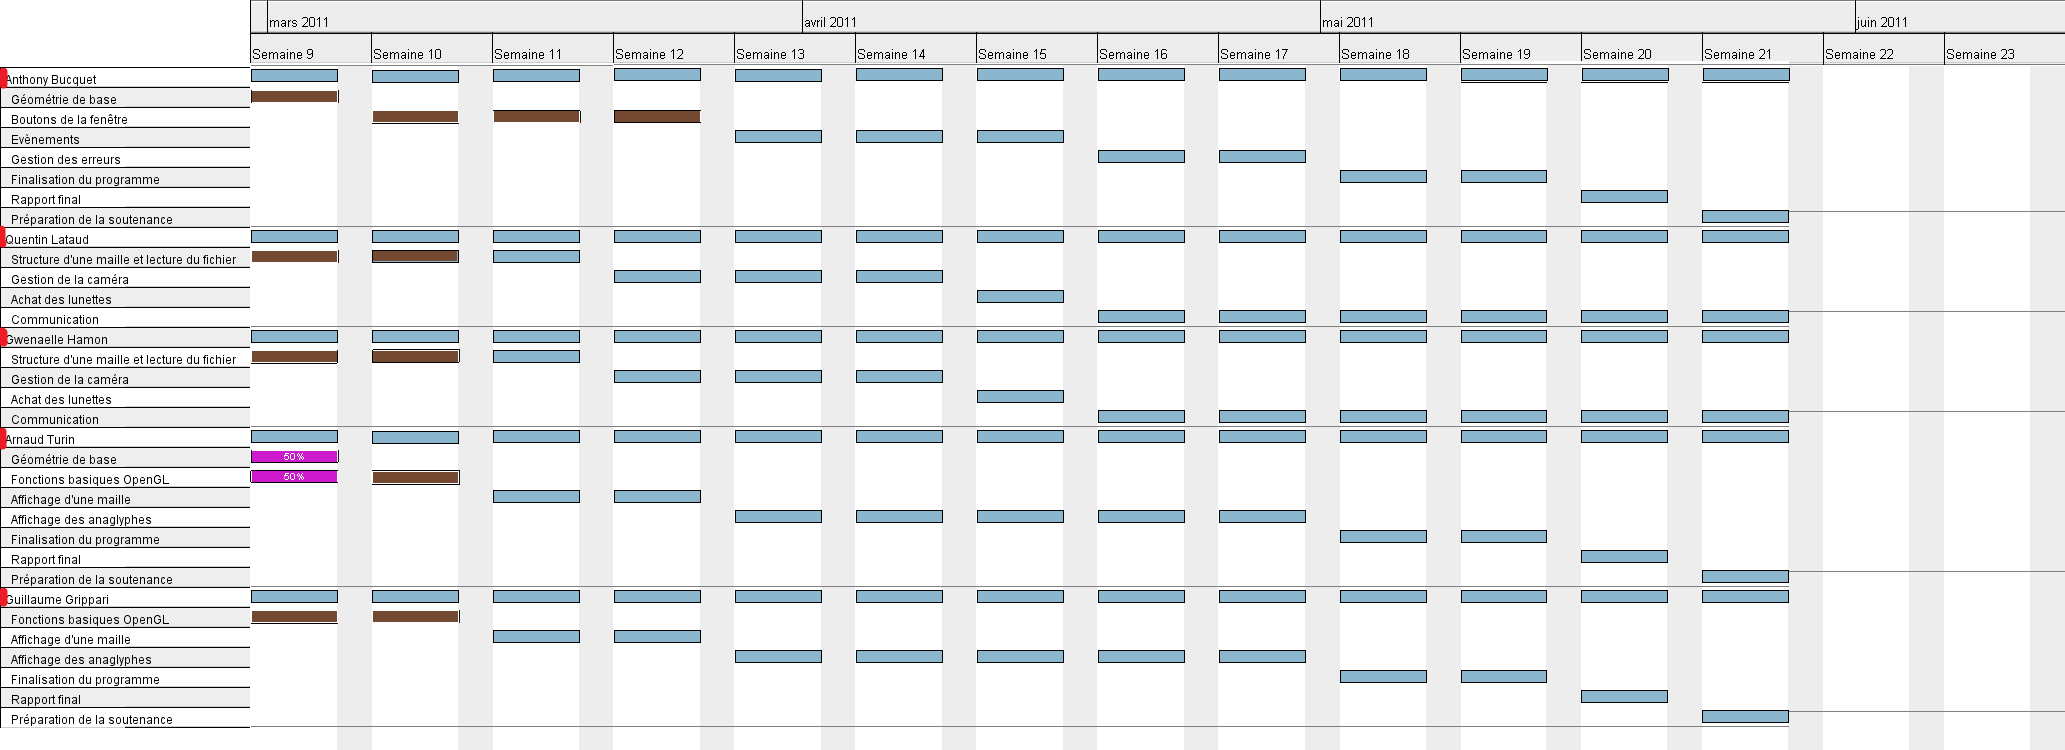 mars 2011 avril 2011 mai 2011 juin 2011
Semaine 9 Semaine 10 Semaine 11 Semaine 12 Semaine 13 Semaine 14 Semaine 15 Semaine 16 Semaine 17 Semaine 18 Semaine 19 Semaine 20 Semaine 21 Semaine 22 Semaine 23
Anthony Bucquet
Géométrie de base
Boutons de la fenêtre
Evènements
Gestion des erreurs
Finalisation du programme
Rapport final
Préparation de la soutenance
Quentin Lataud
Structure d'une maille et lecture du fichier
Gestion de la caméra
Achat des lunettes
Communication
Gwenaelle Hamon
Structure d'une maille et lecture du fichier
Gestion de la caméra
Achat des lunettes
Communication
Arnaud Turin
Géométrie de base 50%
Fonctions basiques OpenGL 50%
Affichage d'une maille
Affichage des anaglyphes
Finalisation du programme
Rapport final
Préparation de la soutenance
Guillaume Grippari
Fonctions basiques OpenGL
Affichage d'une maille
Affichage des anaglyphes
Finalisation du programme
Rapport final
Préparation de la soutenance